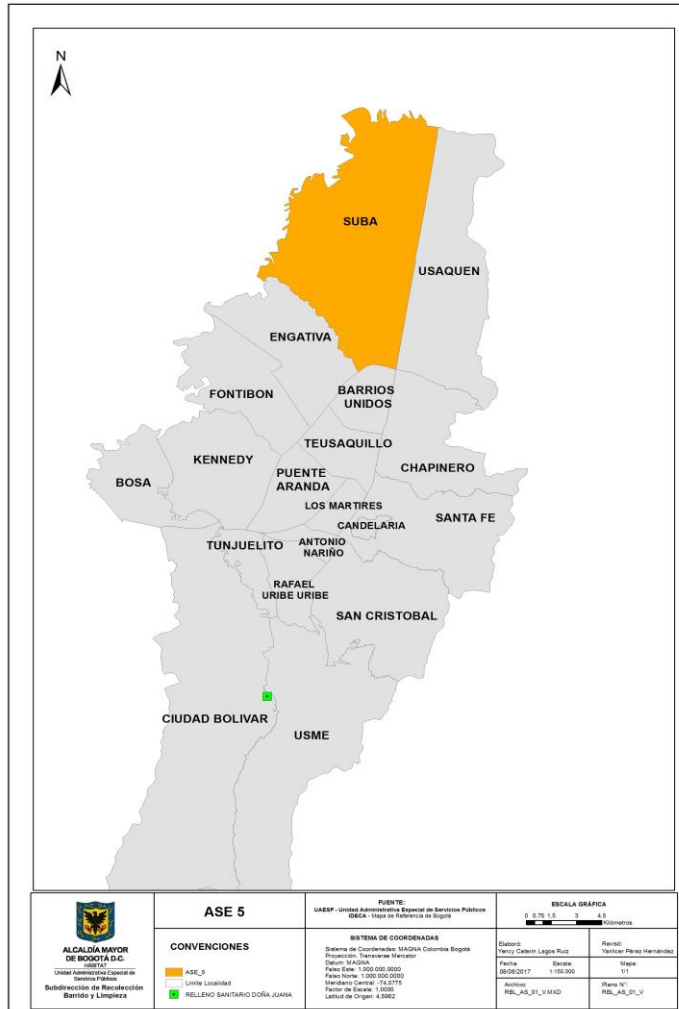 N
SUBA
USAQUEN
ENGATIVA
FONTIBON
BARRIOS
UNIDOS
TEUSAQUILLO
KENNEDY
CHAPINERO
BOSA
PUENTE
ARANDA
LOS MARTIRES
SANTA FE
CANDELARIA
TUNJUELITO
ANTONIO
NARIÑO
RAFAEL
URIBE URIBE
SAN CRISTOBAL
CIUDAD BOLIVAR
USME
ALCALDÍA MAYOR
DE BOGOTÁ D.C.
HÁBITAT
Unidad Administrativa Especial de
Servicios Públicos
Subdirección de Recolección
Barrido y Limpieza
ASE 5
CONVENCIONES
ASE_5
Limite Localidad
RELLENO SANITARIO DOÑA JUANA
FUENTE:
UAESP - Unidad Administrativa Especial de Servicios Públicos
IDECA - Mapa de Referencia de Bogotá
SISTEMA DE COORDENADAS
Sistema de Coordenadas: MAGNA Colombia Bogotá
Proyección: Transverse Mercator
Datum: MAGNA
Falso Este: 1.000.000,0000
Falso Norte: 1.000.000,0000
Meridiano Central: -74,0775
Factor de Escala: 1,0000
Latitud de Origen: 4,5962
ESCALA GRÁFICA
0 0,75 1,5 3 4,5
Kilómetros
Elaboró:
Yency Caterin Lagos Ruiz
Revisó:
Yanlicer Pérez Hernández
Fecha:
08/08/2017
Escala:
1:150.000
Mapa:
1/1
Archivo:
RBL_AS_01_V.MXD
Plano N°:
RBL_AS_01_V